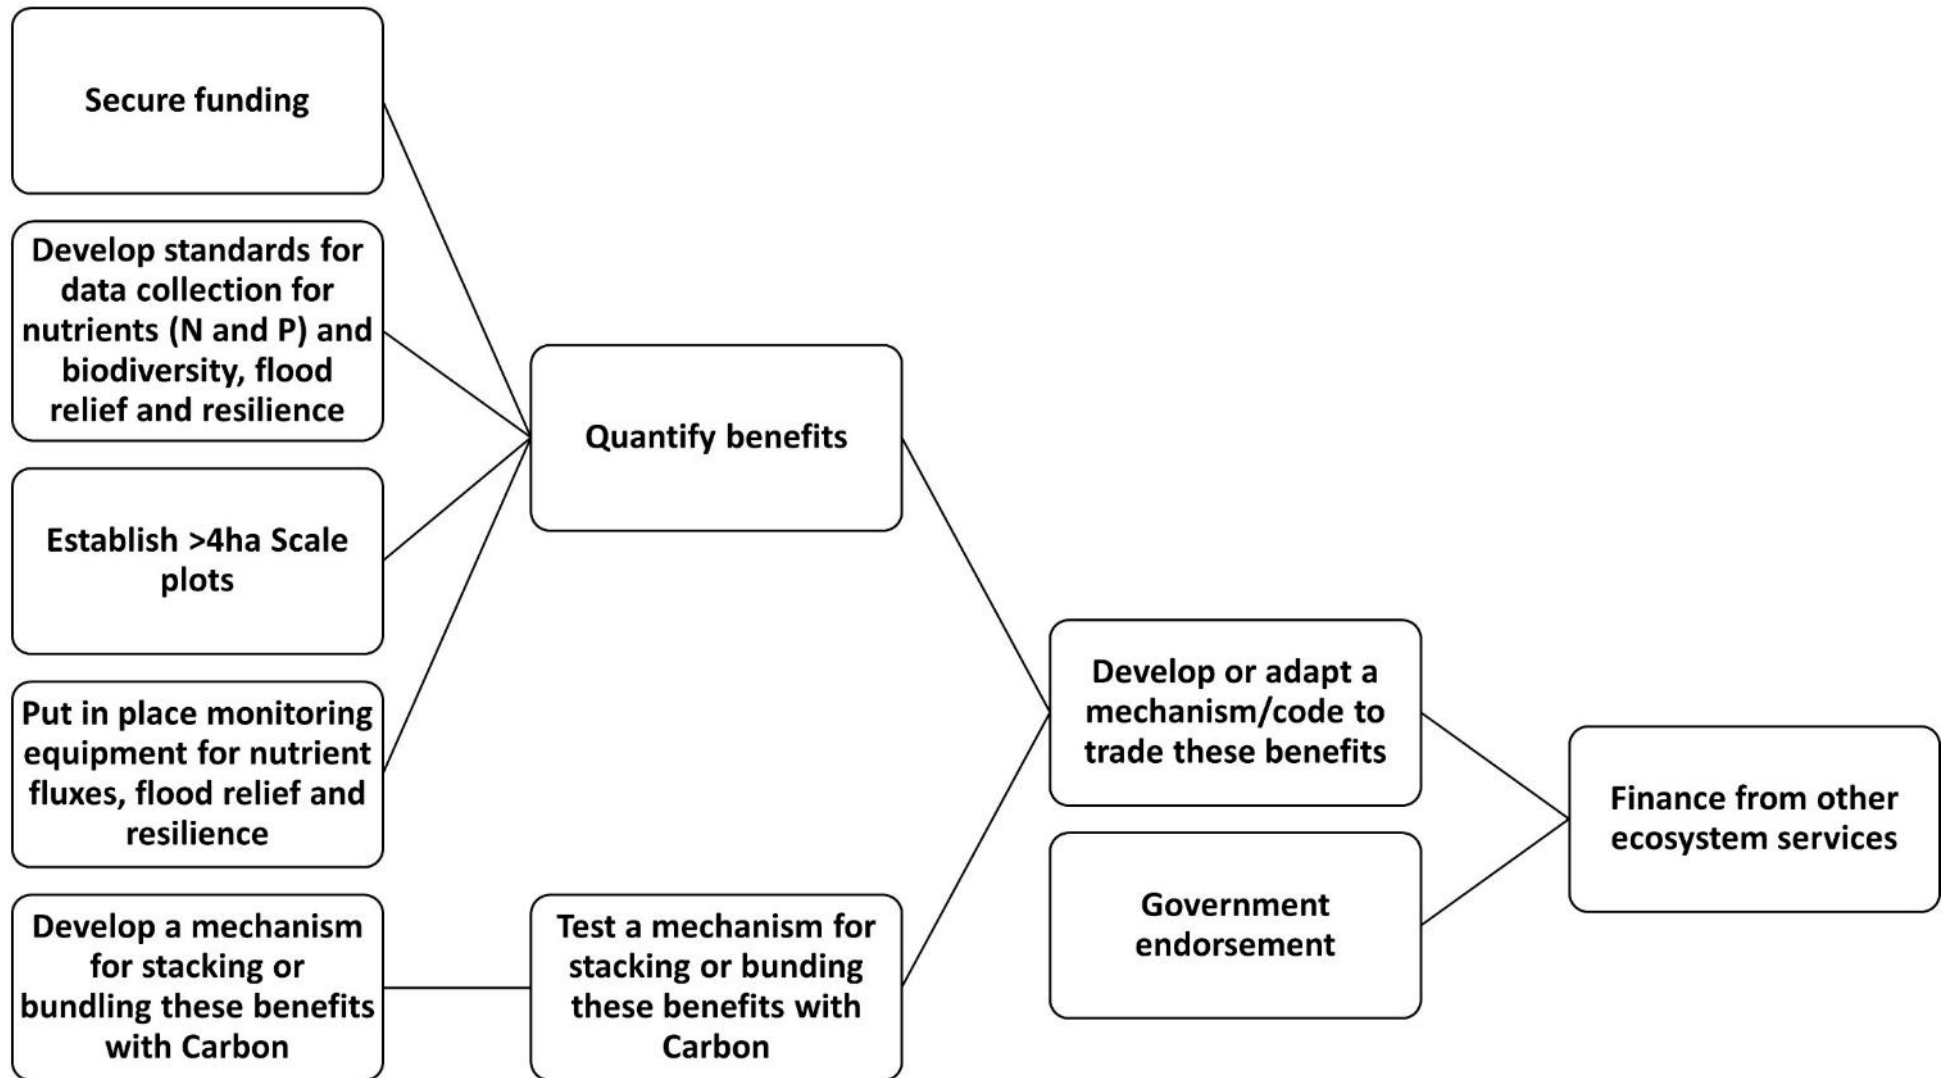 Secure funding
Develop standards for
data collection for
nutrients (N and P) and
biodiversity, flood
relief and resilience
Establish >4ha Scale
plots
Put in place monitoring
equipment for nutrient
fluxes, flood relief and
resilience
Develop a mechanism
for stacking or
bundling these benefits
with Carbon
Quantify benefits
Test a mechanism for
stacking or bunding
these benefits with
Carbon
Develop or adapt a
mechanism/code to
trade these benefits
Government
endorsement
Finance from other
ecosystem services